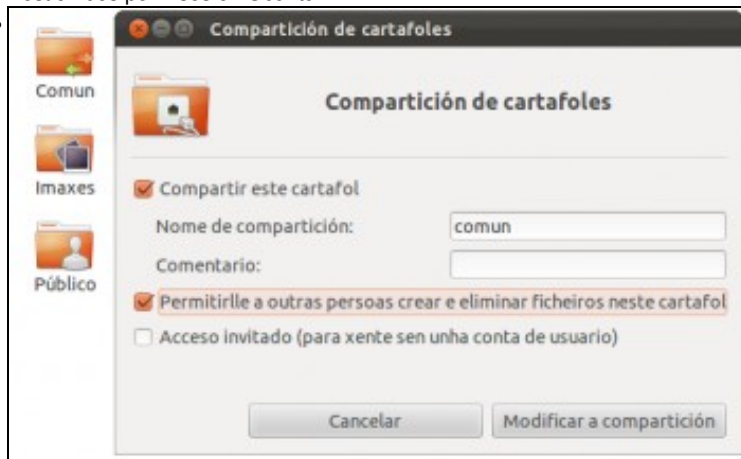 Compartición de cartafoles
Comun
Imaxes
Público
Compartición de cartafoles
Compartir este cartafol
Nome de compartición: comun
Comentario:
Permitirlle a outras persoas crear e eliminar ficheiros neste cartafol
Acceso invitado (para xente sen unha conta de usuario)
Cancelar Modificar a compartición